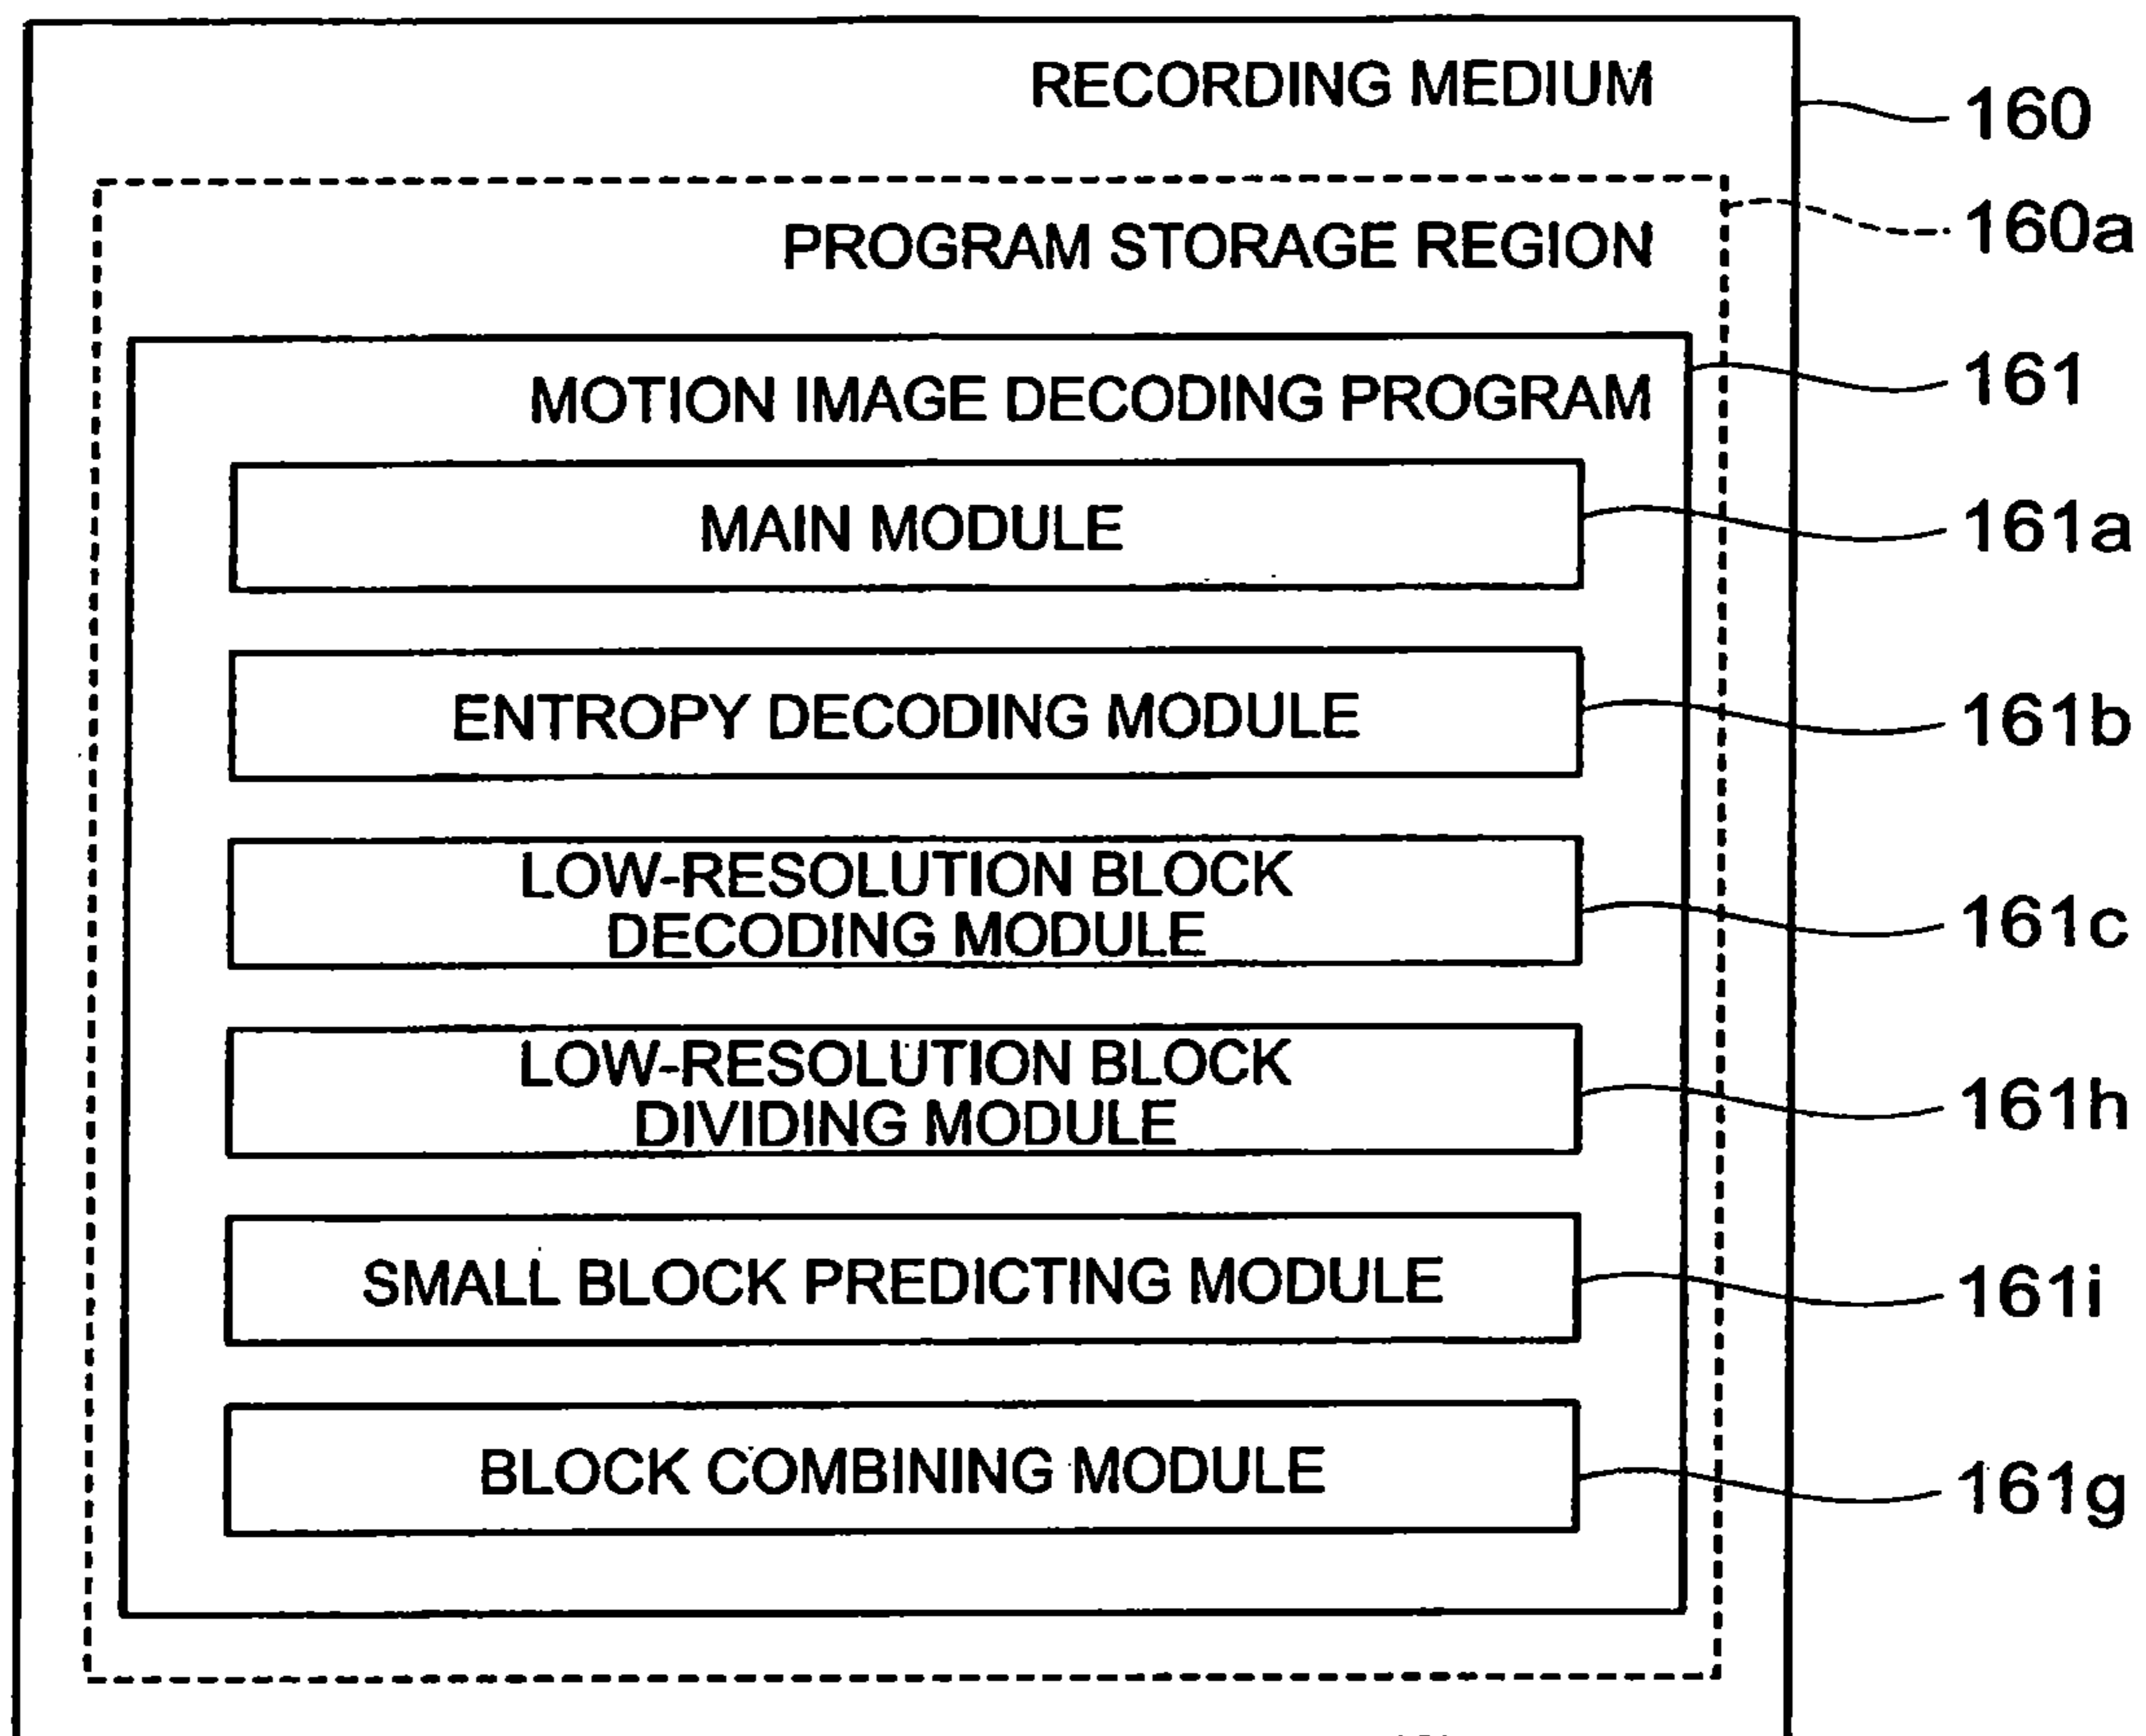 RECORDING MEDIUM
160
PROGRAM STORAGE REGION
160a
MOTION IMAGE DECODING PROGRAM
161
MAIN MODULE
161a
ENTROPY DECODING MODULE
161b
LOW-RESOLUTION BLOCK
DECODING MODULE
161c
LOW-RESOLUTION BLOCK
DIVIDING MODULE
161h
SMALL BLOCK PREDICTING MODULE
161i
BLOCK COMBINING MODULE
161g